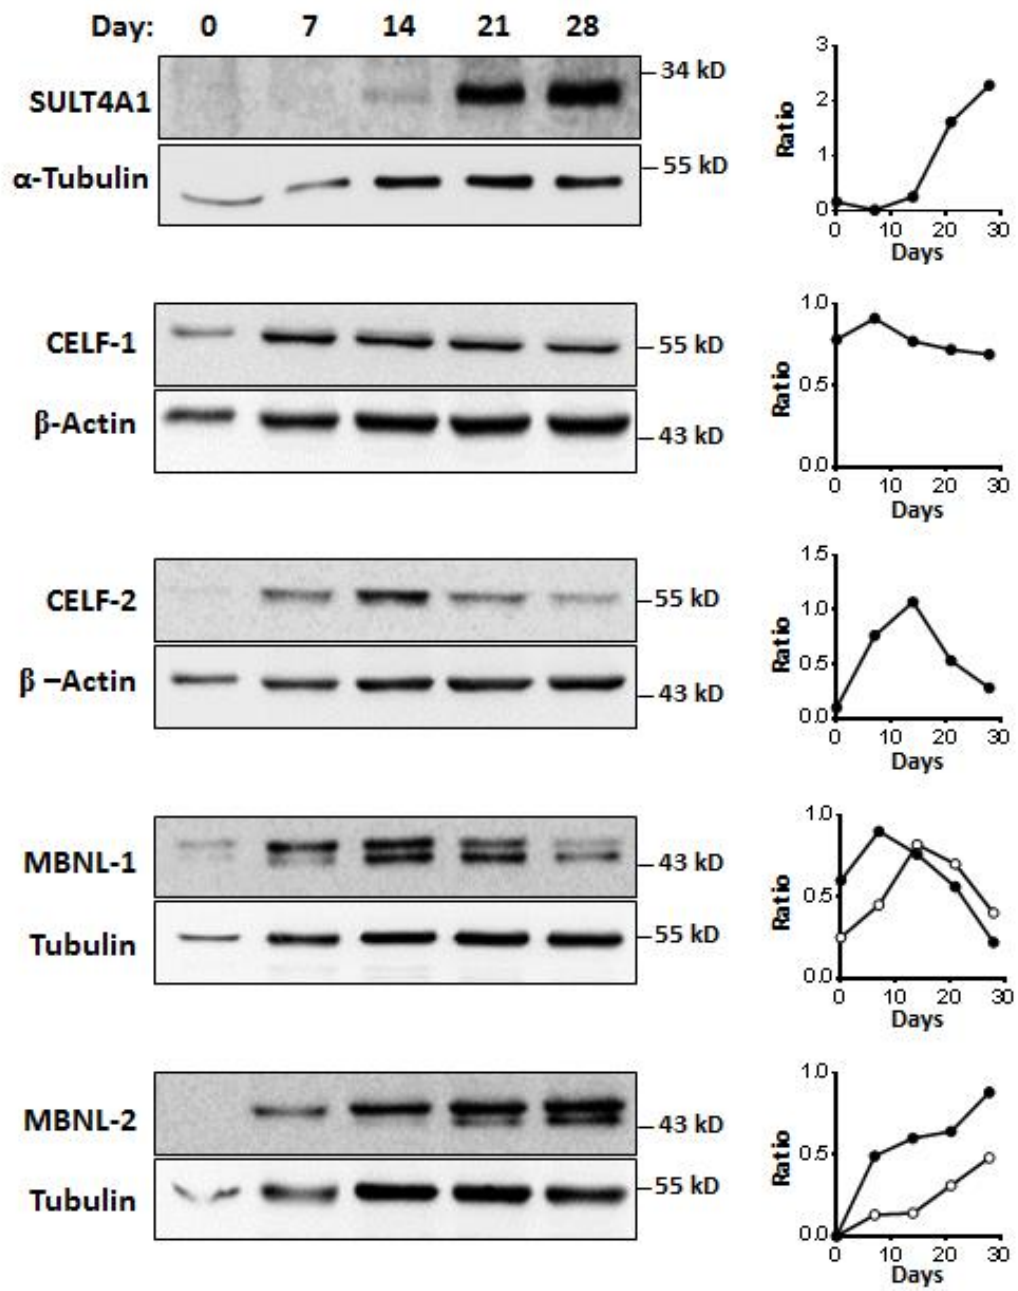 Day: 0 7 14 21 28
SULT4A1
34 kD
α-Tubulin
55 kD
3
2
1
0
Ratio
0 10 20 30
Days
CELF-1
55 kD
β-Actin
43 kD
1.0
0.5
0.0
Ratio
0 10 20 30
Days
CELF-2
55 kD
β –Actin
43 kD
1.5
1.0
0.5
0.0
Ratio
0 10 20 30
Days
MBNL-1
43 kD
Tubulin
55 kD
1.0
0.5
0.0
Ratio
0 10 20 30
Days
MBNL-2
43 kD
Tubulin
55 kD
1.0
0.5
0.0
Ratio
0 10 20 30
Days